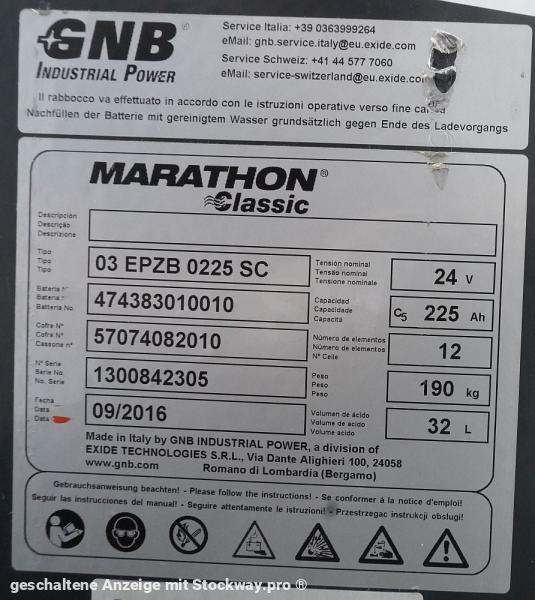 GNB®
INDUSTRIAL POWER
Service Italia: +39 0363999264
eMail: gnb.service.italy@eu.exide.com
Service Schweiz: +41 44 577 7060
eMail: service-switzerland@eu.exide.co
Il rabbocco va effettuato in accordo con le istruzioni operative verso fine
Nachfüllen der Batterie mit gereinigtem Wasser grundsätzlich gegen Ende des Ladevorgangs
MARATHON®
Classic
Descripción
Descrição
Descrizione
Tipo
Tipo
Tipo
03 EPZB 0225 SC
Tensión nominal
Tensão nominal
Tensione nominale
24 V
Bateria N°
Bateria
Batteria No.
474383010010
Capacidad
Capacidade
Capacità
C5 225 Ah
Cofre N°
Cofre N°
Cassone n°
57074082010
Número de elementos
Número de elementos
N° Celle
12
N° Serie
Serie No.
No. Serie
1300842305
Peso
Peso
Peso
190 kg
Fecha
Data
Data
09/2016
Volumen de ácido
Volume de acido
Volume acido
32 L
Made in Italy by GNB INDUSTRIAL POWER, a division of
EXIDE TECHNOLOGIES S.R.L., Via Dante Alighieri 100, 24058
www.gnb.com Romano di Lombardia (Bergamo)
Gebrauchsanweisung beachten! - Please follow the instructions! - Se conformer á la notice d'emploi!
Seguir las instrucciones del manual! - Seguire attentamente le istruzioni! - Przestrzegac instrukcji obslugi!
geschaltene Anzeige mit Stockway.pro ®